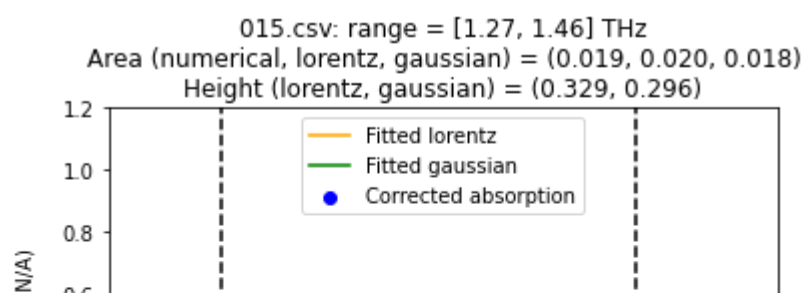 015.csv: range = [1.27, 1.46] THz
Area (numerical, lorentz, gaussian) = (0.019, 0.020, 0.018)
Height (lorentz, gaussian) = (0.329, 0.296)
1.2
Fitted lorentz
1.0
Fitted gaussian
Corrected absorption
0.8
N/A)